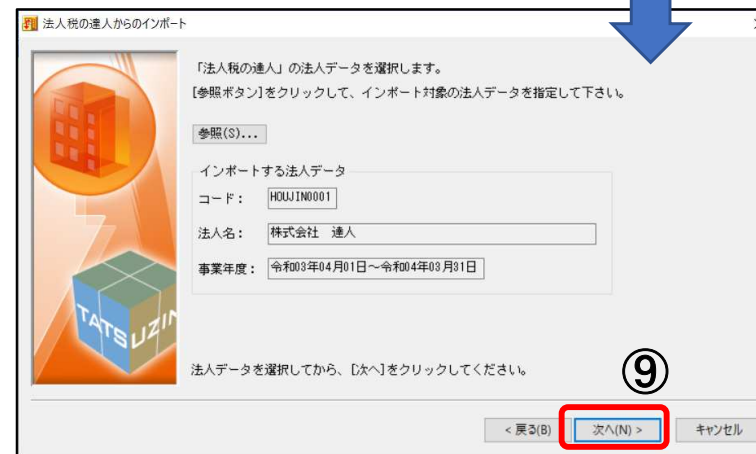 法人税の達人からのインポート
「法人税の達人」の法人データを選択します。
[参照ボタン]をクリックして、インポート対象の法人データを指定して下さい。
参照(S)...
インポートする法人データ
コード： HOUJIN0001
法人名： 株式会社　達人
事業年度： 令和03年04月01日～令和04年03月31日
TATSUZIN
法人データを選択してから、[次へ]をクリックしてください。
⑨
< 戻る(B) 次へ(N) > キャンセル